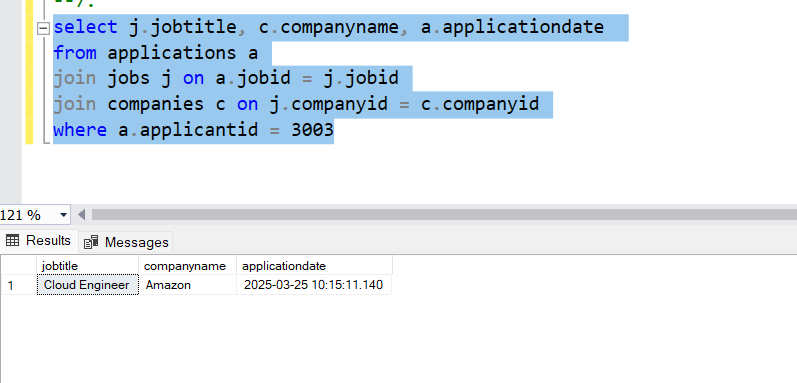 --).
select j.jobtitle, c.companyname, a.applicationdate
from applications a
join jobs j on a.jobid = j.jobid
join companies c on j.companyid = c.companyid
where a.applicantid = 3003
121 %
Results Messages
jobtitle companyname applicationdate
1 Cloud Engineer Amazon 2025-03-25 10:15:11.140